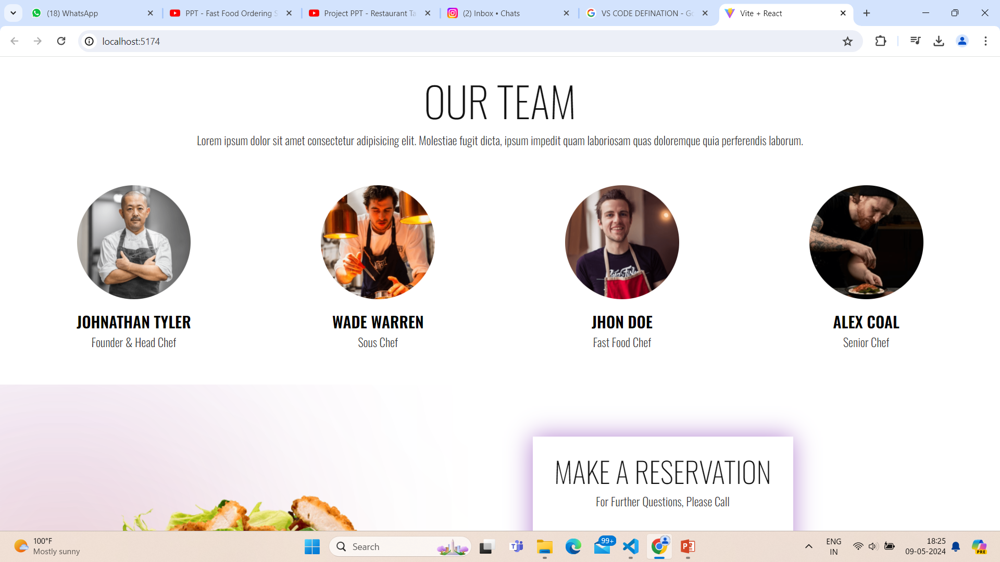 (18) WhatsApp
PPT - Fast Food Ordering S
Project PPT - Restaurant Ta
(2) Inbox • Chats
VS CODE DEFINATION - Go
Vite + React
localhost:5174
OUR TEAM
Lorem ipsum dolor sit amet consectetur adipisicing elit. Molestiae fugit dicta, ipsum impedit quam laboriosam quas doloremque quia perferendis laborum.
JOHNATHAN TYLER
Founder & Head Chef
WADE WARREN
Sous Chef
JHON DOE
Fast Food Chef
ALEX COAL
Senior Chef
MAKE A RESERVATION
For Further Questions, Please Call
100°F
Mostly sunny
Search
99+
ENG
IN
18:25
09-05-2024
PRE